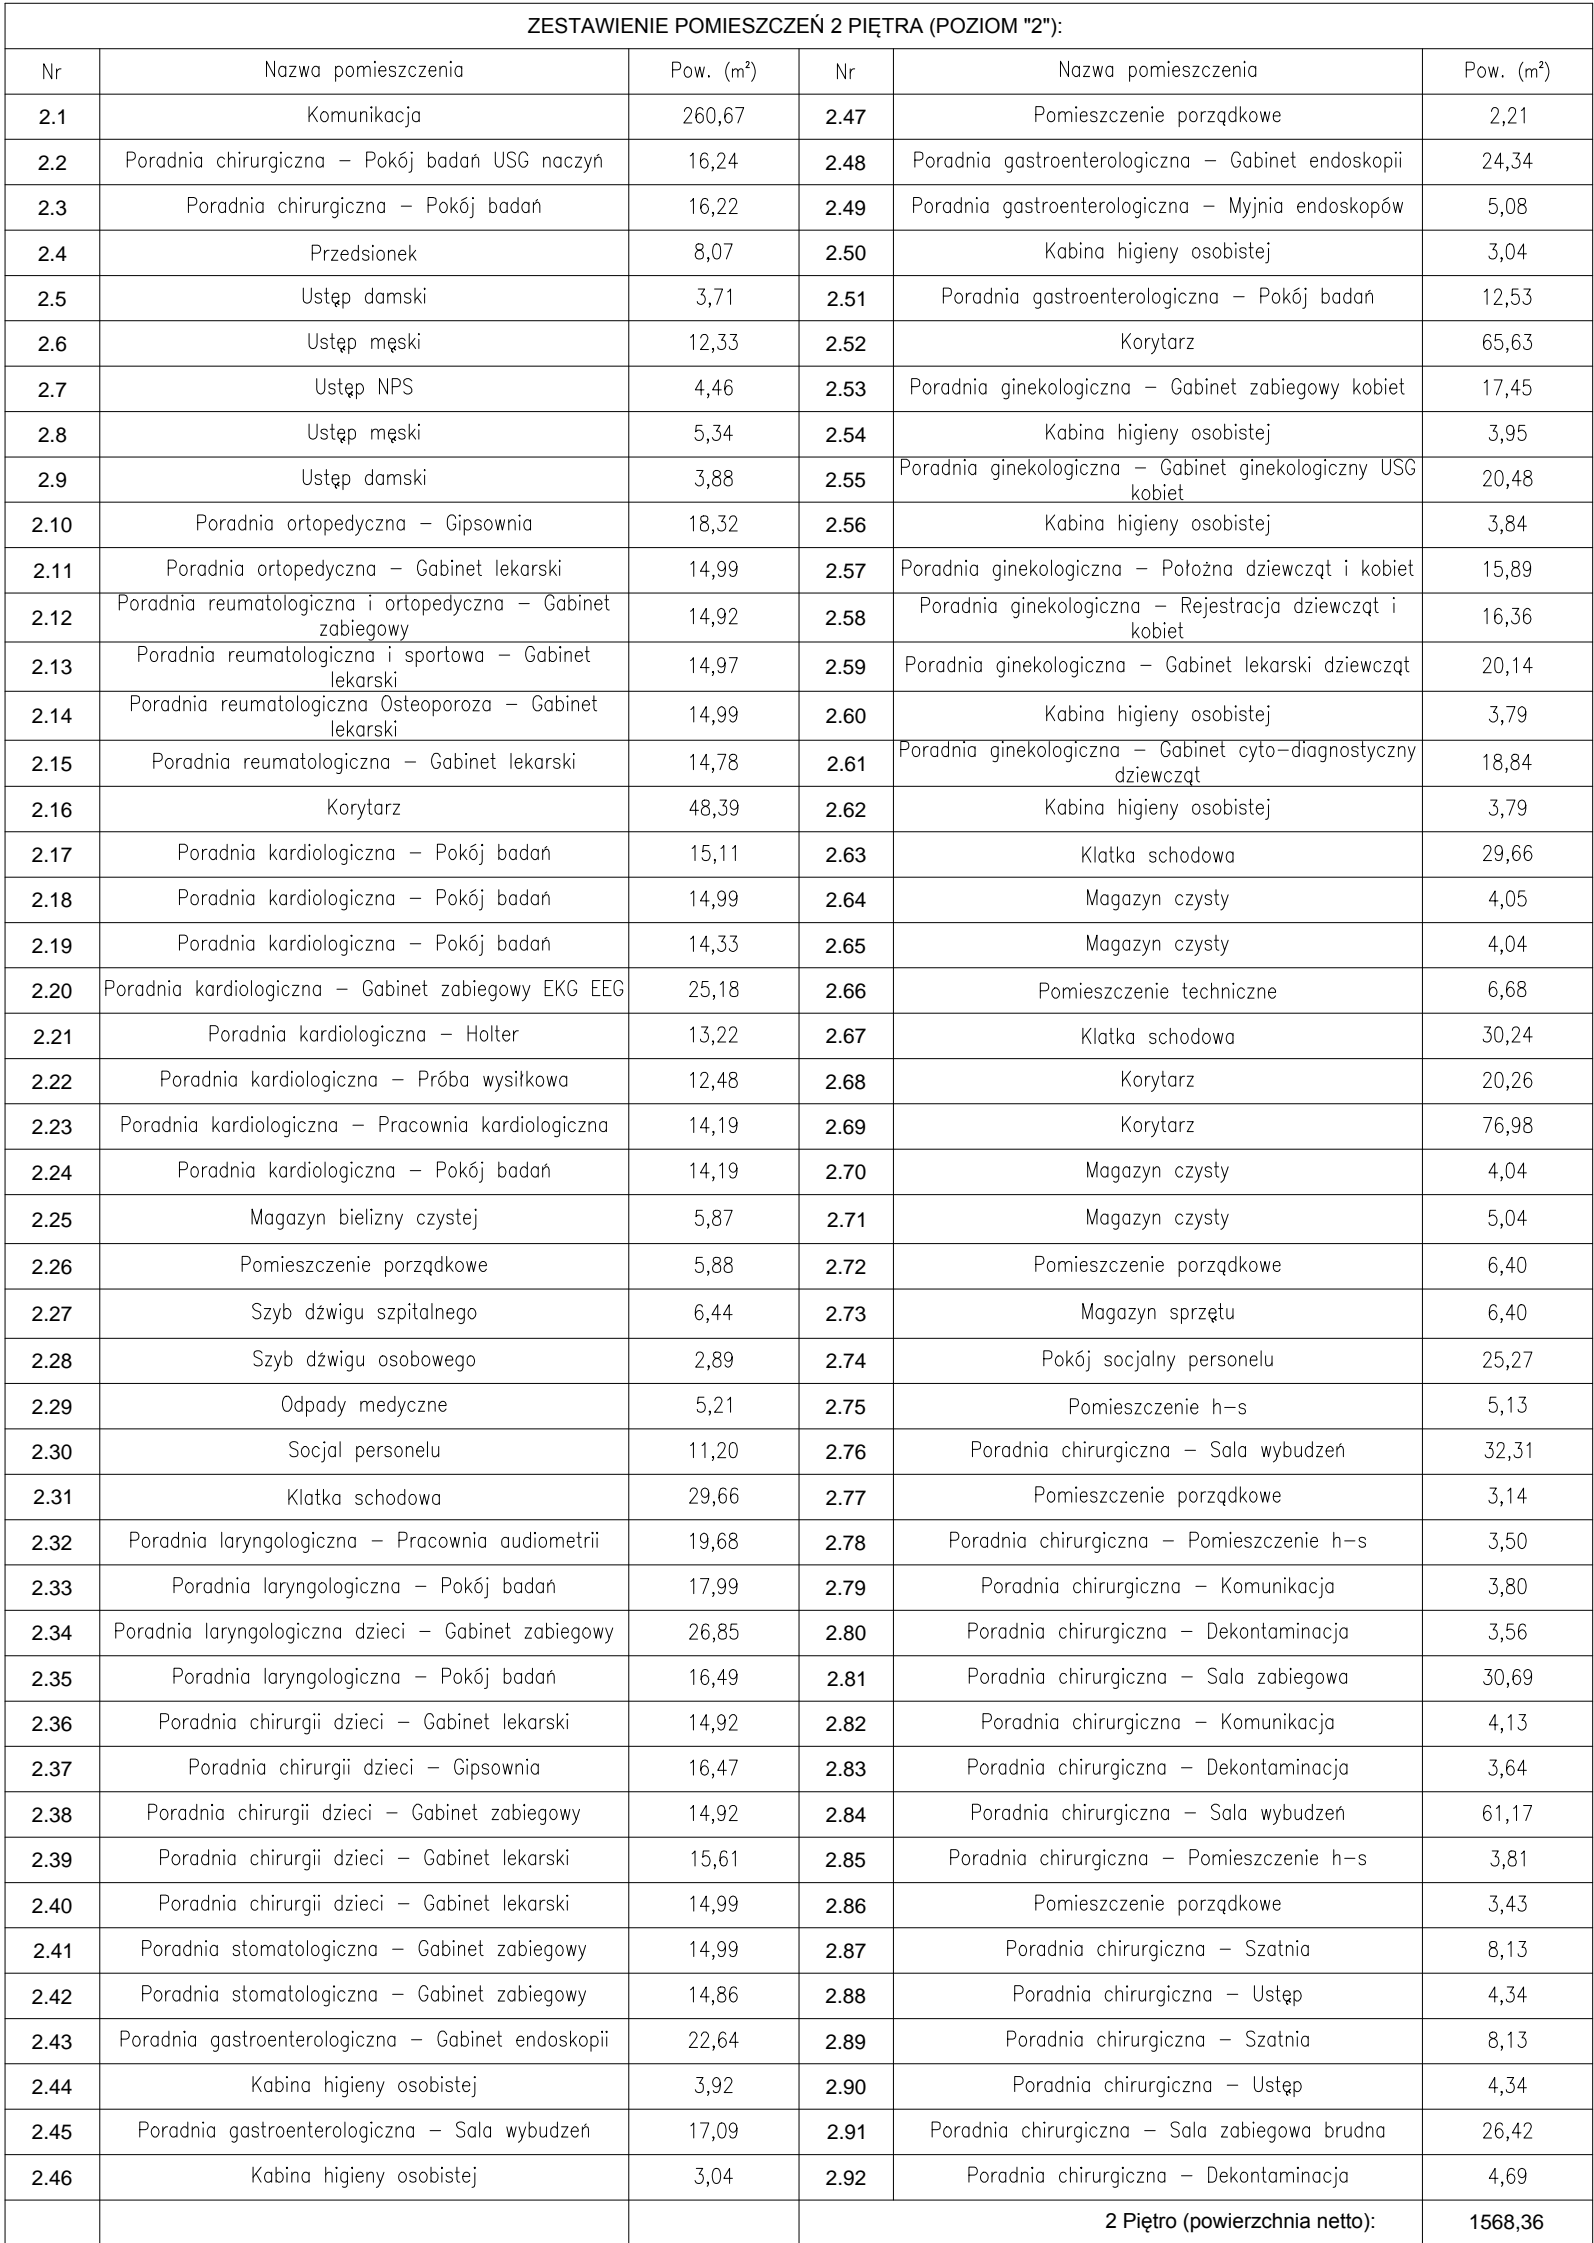 ZESTAWIENIE POMIESZCZEŃ 2 PIĘTRA (POZIOM "2"):
Nr Nazwa pomieszczenia Pow. (m²) Nr Nazwa pomieszczenia Pow. (m²)
2.1 Komunikacja 260,67 2.47 Pomieszczenie porządkowe 2,21
2.2 Poradnia chirurgiczna – Pokój badań USG naczyń 16,24 2.48 Poradnia gastroenterologiczna – Gabinet endoskopii 24,34
2.3 Poradnia chirurgiczna – Pokój badań 16,22 2.49 Poradnia gastroenterologiczna – Myjnia endoskopów 5,08
2.4 Przedsionek 8,07 2.50 Kabina higieny osobistej 3,04
2.5 Ustęp damski 3,71 2.51 Poradnia gastroenterologiczna – Pokój badań 12,53
2.6 Ustęp męski 12,33 2.52 Korytarz 65,63
2.7 Ustęp NPS 4,46 2.53 Poradnia ginekologiczna – Gabinet zabiegowy kobiet 17,45
2.8 Ustęp męski 5,34 2.54 Kabina higieny osobistej 3,95
2.9 Ustęp damski 3,88 2.55 Poradnia ginekologiczna – Gabinet ginekologiczny USG
kobiet 20,48
2.10 Poradnia ortopedyczna – Gipsownia 18,32 2.56 Kabina higieny osobistej 3,84
2.11 Poradnia ortopedyczna – Gabinet lekarski 14,99 2.57 Poradnia ginekologiczna – Położna dziewcząt i kobiet 15,89
2.12 Poradnia reumatologiczna i ortopedyczna – Gabinet
zabiegowy 14,92 2.58 Poradnia ginekologiczna – Rejestracja dziewcząt i
kobiet 16,36
2.13 Poradnia reumatologiczna i sportowa – Gabinet
lekarski 14,97 2.59 Poradnia ginekologiczna – Gabinet lekarski dziewcząt 20,14
2.14 Poradnia reumatologiczna Osteoporoza – Gabinet
lekarski 14,99 2.60 Kabina higieny osobistej 3,79
2.15 Poradnia reumatologiczna – Gabinet lekarski 14,78 2.61 Poradnia ginekologiczna – Gabinet cyto–diagnostyczny
dziewcząt 18,84
2.16 Korytarz 48,39 2.62 Kabina higieny osobistej 3,79
2.17 Poradnia kardiologiczna – Pokój badań 15,11 2.63 Klatka schodowa 29,66
2.18 Poradnia kardiologiczna – Pokój badań 14,99 2.64 Magazyn czysty 4,05
2.19 Poradnia kardiologiczna – Pokój badań 14,33 2.65 Magazyn czysty 4,04
2.20 Poradnia kardiologiczna – Gabinet zabiegowy EKG EEG 25,18 2.66 Pomieszczenie techniczne 6,68
2.21 Poradnia kardiologiczna – Holter 13,22 2.67 Klatka schodowa 30,24
2.22 Poradnia kardiologiczna – Próba wysiłkowa 12,48 2.68 Korytarz 20,26
2.23 Poradnia kardiologiczna – Pracownia kardiologiczna 14,19 2.69 Korytarz 76,98
2.24 Poradnia kardiologiczna – Pokój badań 14,19 2.70 Magazyn czysty 4,04
2.25 Magazyn bielizny czystej 5,87 2.71 Magazyn czysty 5,04
2.26 Pomieszczenie porządkowe 5,88 2.72 Pomieszczenie porządkowe 6,40
2.27 Szyb dźwigu szpitalnego 6,44 2.73 Magazyn sprzętu 6,40
2.28 Szyb dźwigu osobowego 2,89 2.74 Pokój socjalny personelu 25,27
2.29 Odpady medyczne 5,21 2.75 Pomieszczenie h–s 5,13
2.30 Socjal personelu 11,20 2.76 Poradnia chirurgiczna – Sala wybudzeń 32,31
2.31 Klatka schodowa 29,66 2.77 Pomieszczenie porządkowe 3,14
2.32 Poradnia laryngologiczna – Pracownia audiometrii 19,68 2.78 Poradnia chirurgiczna – Pomieszczenie h–s 3,50
2.33 Poradnia laryngologiczna – Pokój badań 17,99 2.79 Poradnia chirurgiczna – Komunikacja 3,80
2.34 Poradnia laryngologiczna dzieci – Gabinet zabiegowy 26,85 2.80 Poradnia chirurgiczna – Dekontaminacja 3,56
2.35 Poradnia laryngologiczna – Pokój badań 16,49 2.81 Poradnia chirurgiczna – Sala zabiegowa 30,69
2.36 Poradnia chirurgii dzieci – Gabinet lekarski 14,92 2.82 Poradnia chirurgiczna – Komunikacja 4,13
2.37 Poradnia chirurgii dzieci – Gipsownia 16,47 2.83 Poradnia chirurgiczna – Dekontaminacja 3,64
2.38 Poradnia chirurgii dzieci – Gabinet zabiegowy 14,92 2.84 Poradnia chirurgiczna – Sala wybudzeń 61,17
2.39 Poradnia chirurgii dzieci – Gabinet lekarski 15,61 2.85 Poradnia chirurgiczna – Pomieszczenie h–s 3,81
2.40 Poradnia chirurgii dzieci – Gabinet lekarski 14,99 2.86 Pomieszczenie porządkowe 3,43
2.41 Poradnia stomatologiczna – Gabinet zabiegowy 14,99 2.87 Poradnia chirurgiczna – Szatnia 8,13
2.42 Poradnia stomatologiczna – Gabinet zabiegowy 14,86 2.88 Poradnia chirurgiczna – Ustęp 4,34
2.43 Poradnia gastroenterologiczna – Gabinet endoskopii 22,64 2.89 Poradnia chirurgiczna – Szatnia 8,13
2.44 Kabina higieny osobistej 3,92 2.90 Poradnia chirurgiczna – Ustęp 4,34
2.45 Poradnia gastroenterologiczna – Sala wybudzeń 17,09 2.91 Poradnia chirurgiczna – Sala zabiegowa brudna 26,42
2.46 Kabina higieny osobistej 3,04 2.92 Poradnia chirurgiczna – Dekontaminacja 4,69
2 Piętro (powierzchnia netto): 1568,36